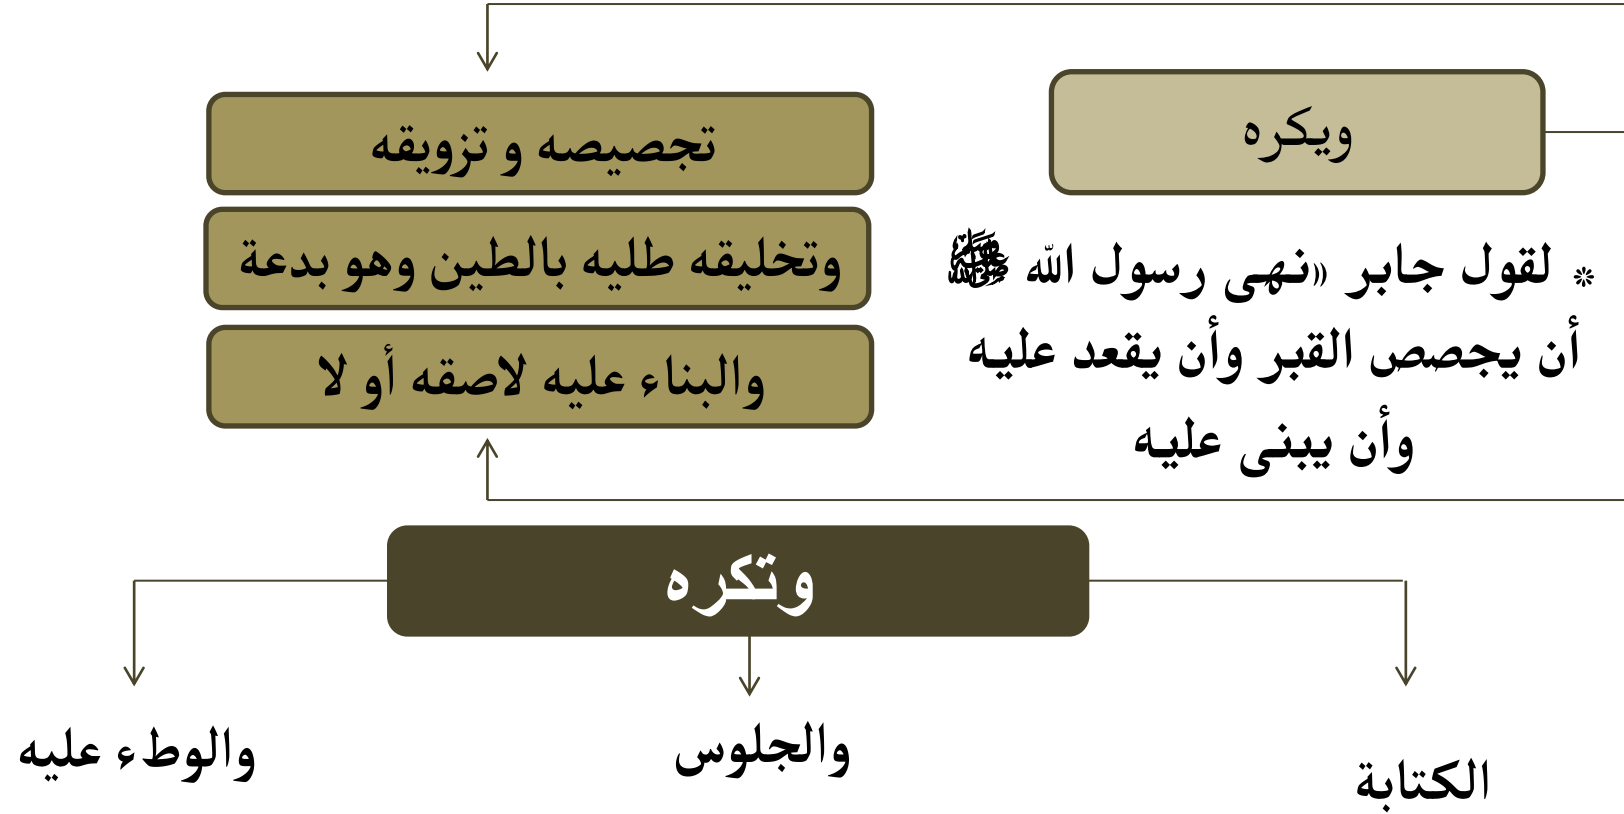 ويكره
* لقول جابر «نهى رسول الله ﷺ
أن يجصص القبر وأن يقعد عليه
وأن يبنى عليه
تجصيصه و تزويقه
وتخليقه طليه بالطين وهو بدعة
والبناء عليه لاصقه أو لا
وتكره
الكتابة
والجلوس
والوطء عليه